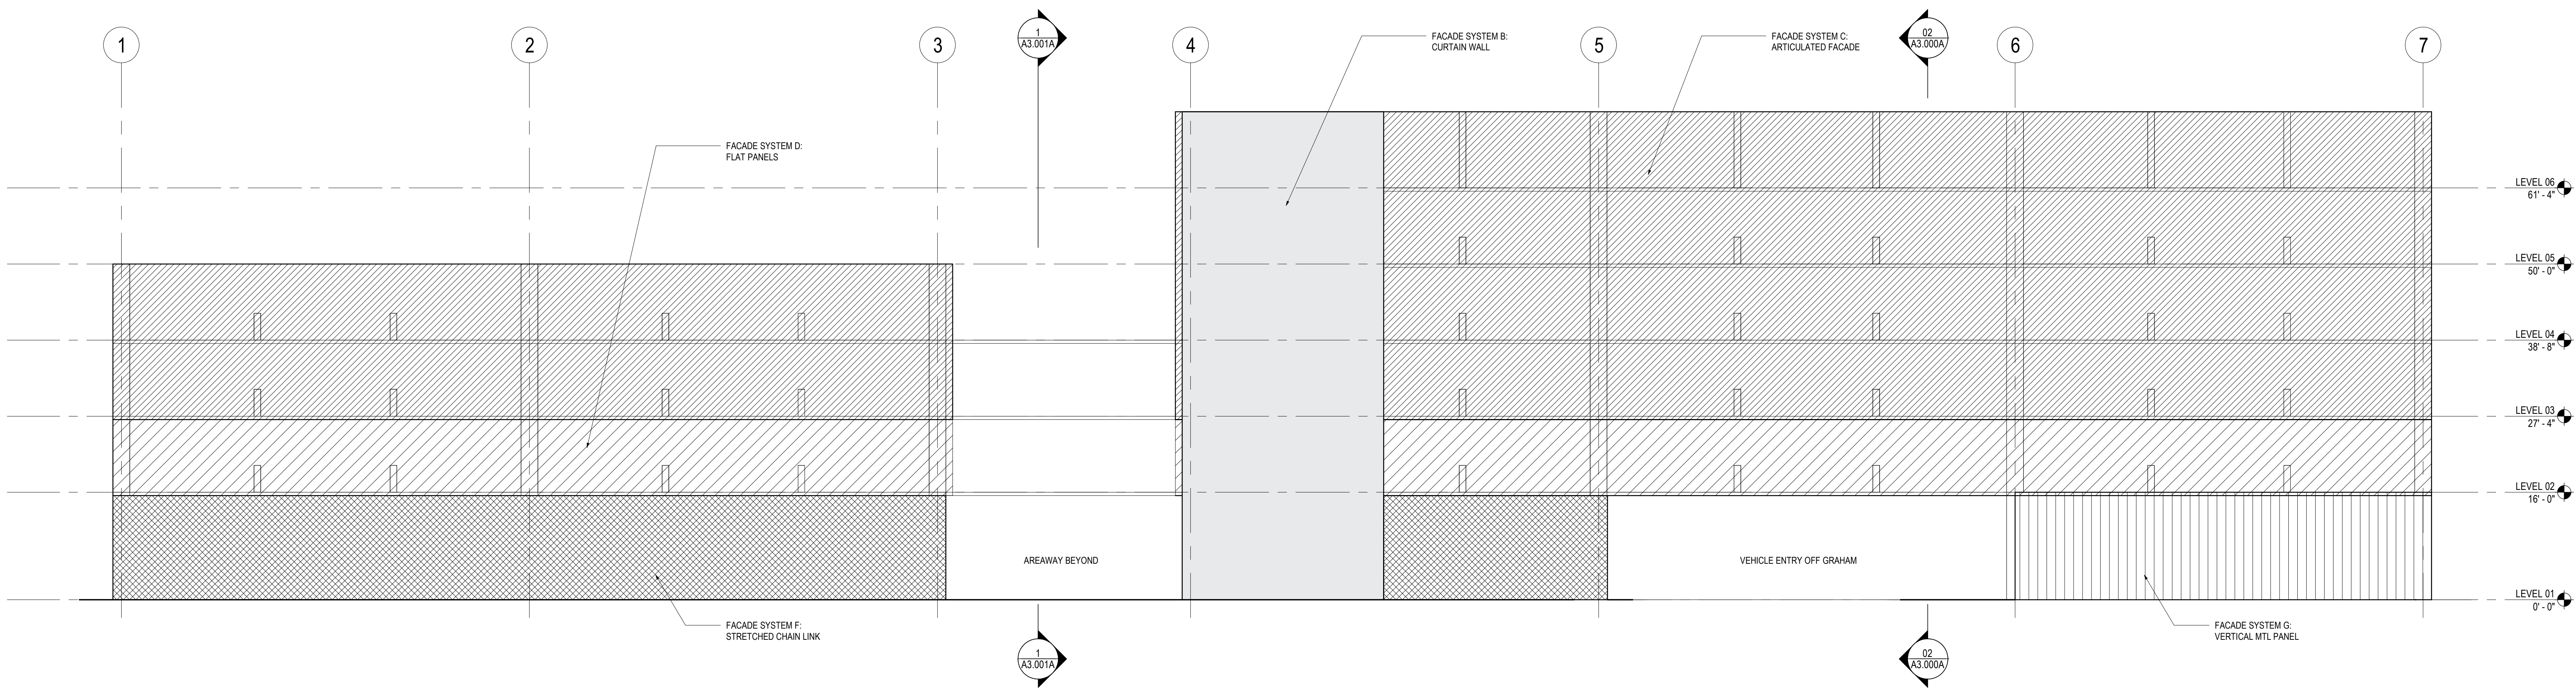 1
2
3
1
A3.001A
4
FACADE SYSTEM B:
CURTAIN WALL
5
FACADE SYSTEM C:
ARTICULATED FACADE
02
A3.000A
6
7
FACADE SYSTEM D:
FLAT PANELS
LEVEL 06
61' - 4"
LEVEL 05
50' - 0"
LEVEL 04
38' - 8"
LEVEL 03
27' - 4"
LEVEL 02
16' - 0"
AREAWAY BEYOND
VEHICLE ENTRY OFF GRAHAM
LEVEL 01
0' - 0"
FACADE SYSTEM F:
STRETCHED CHAIN LINK
1
A3.001A
02
A3.000A
FACADE SYSTEM G:
VERTICAL MTL PANEL